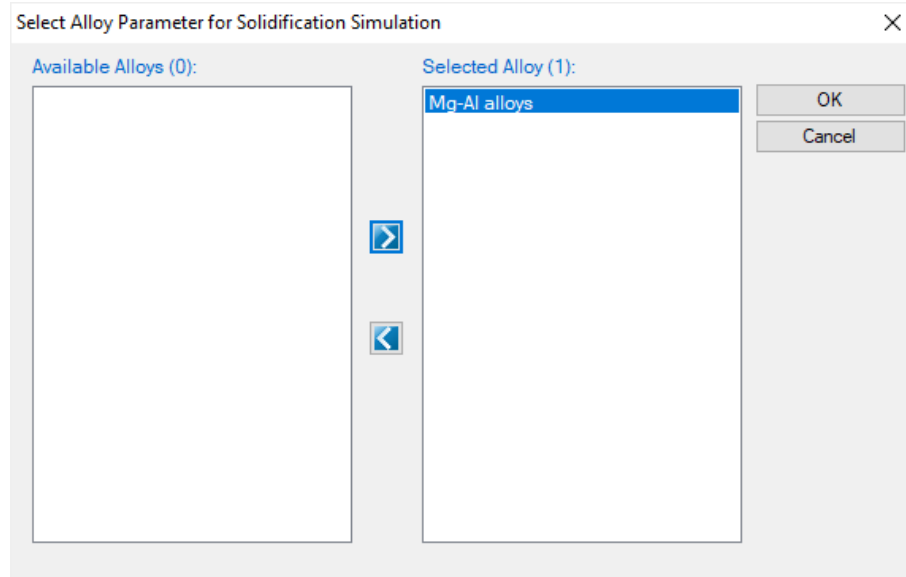 Select Alloy Parameter for Solidification Simulation
Available Alloys (0):
Selected Alloy (1):
Mg-Al alloys
OK
Cancel